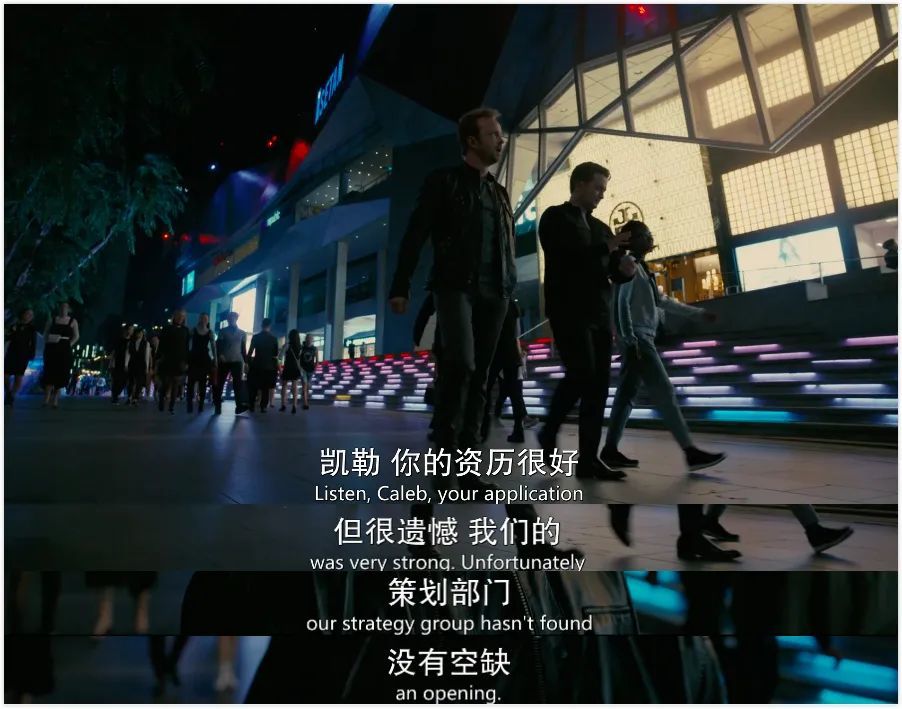 ISETAN
凯勒 你的资历很好
Listen, Caleb, your application
但很遗憾 我们的
was very strong. Unfortunately
策划部门
our strategy group hasn't found
没有空缺
an opening.